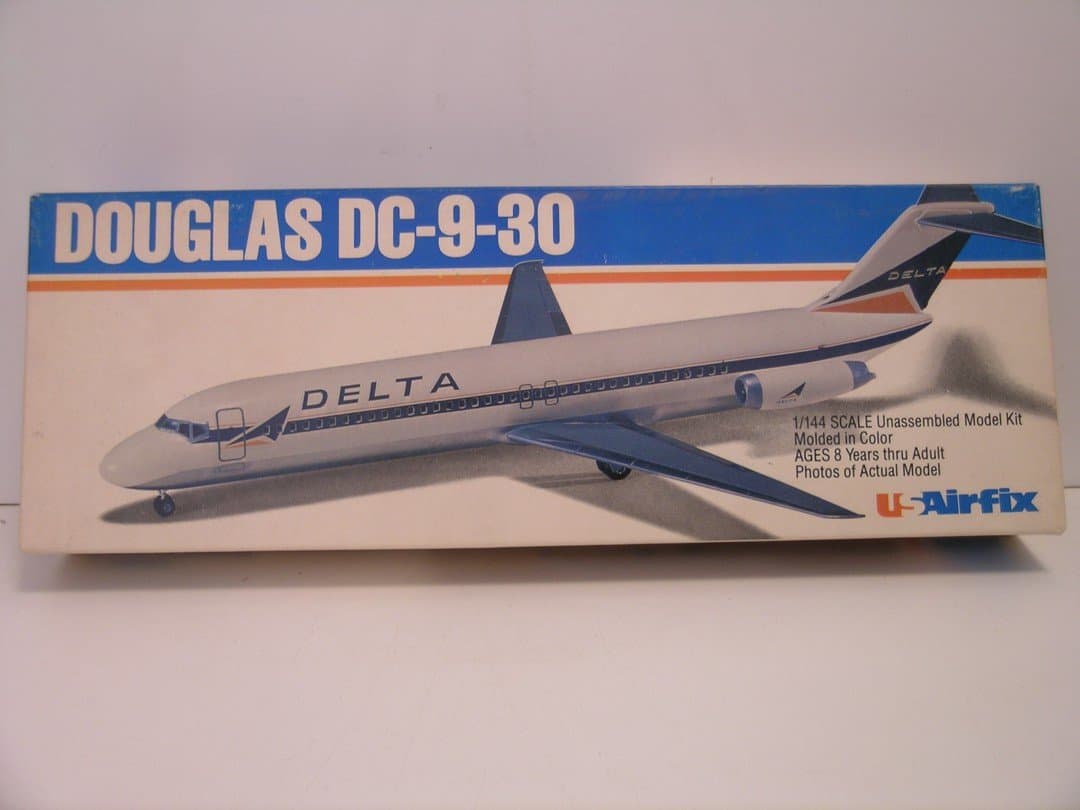 DOUGLAS DC-9-30
DELTA
DELTA
1/144 SCALE Unassembled Model Kit
Molded in Color
AGES 8 Years thru Adult
Photos of Actual Model
USAirfix